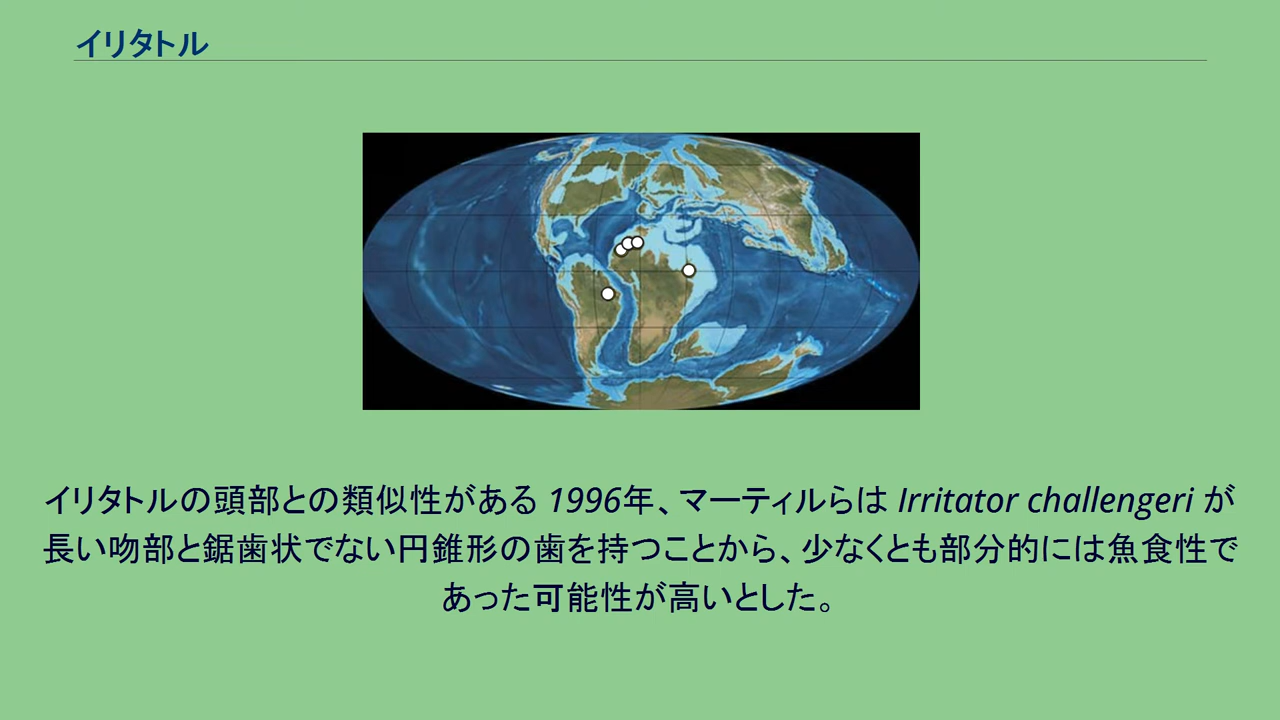 イリタトル
イリタトルの頭部との類似性がある 1996年、マーティルらは Irritator challengeri が
長い吻部と鋸歯状でない円錐形の歯を持つことから、少なくとも部分的には魚食性で
あった可能性が高いとした。